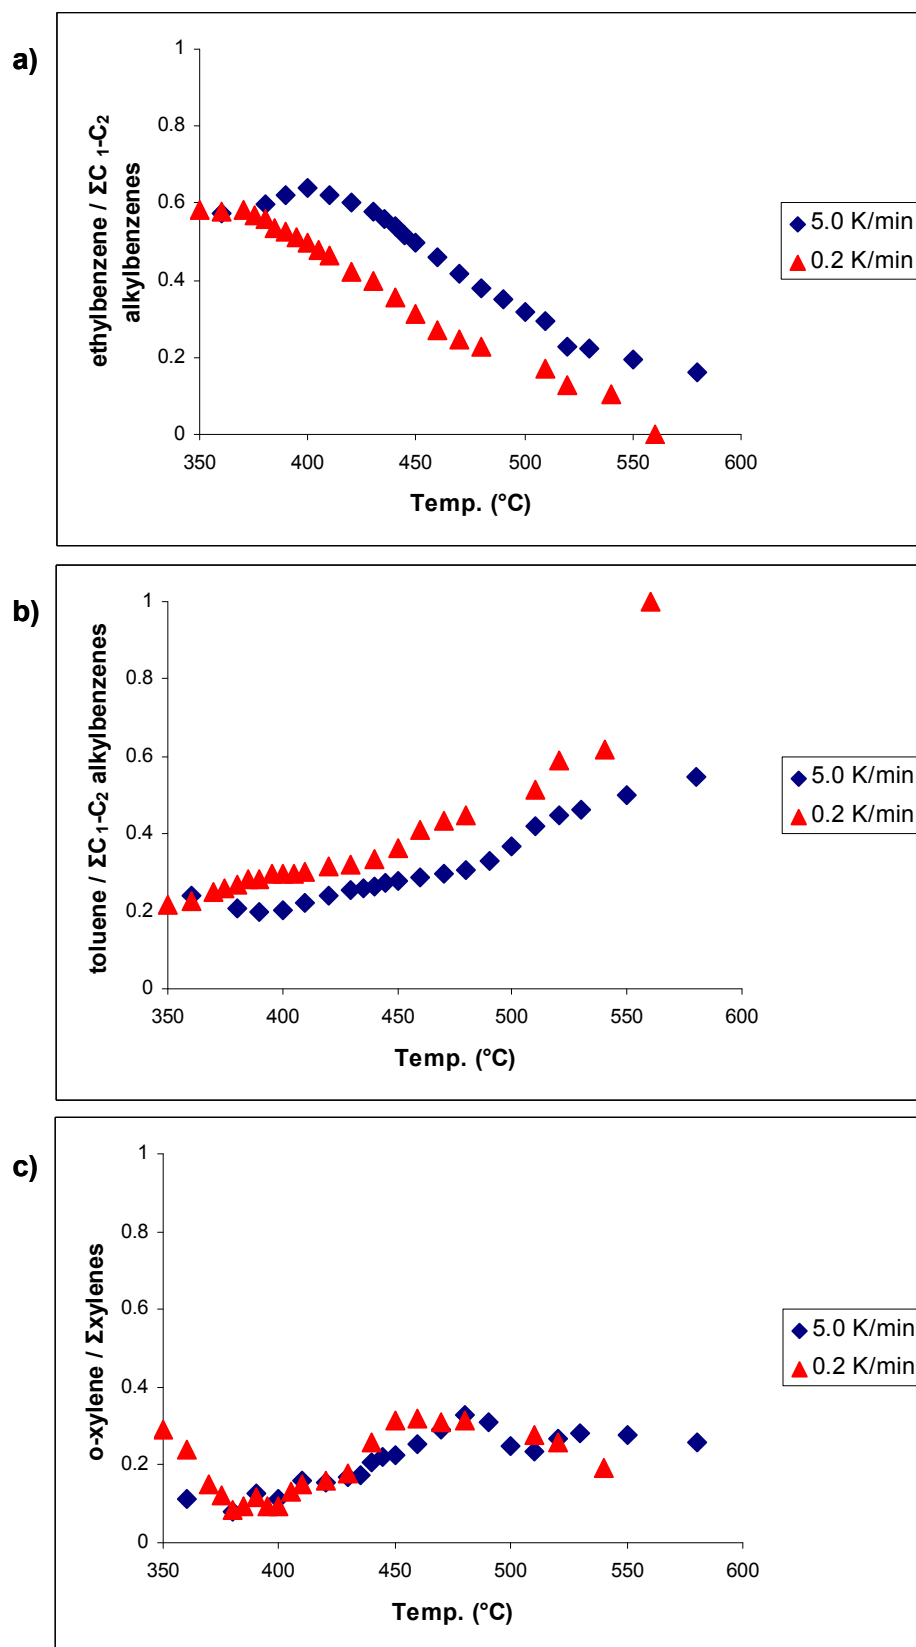 a)
1
0.8
0.6
0.4
0.2
0
350 400 450 500 550 600
ethylbenzene / ΣC 1-C2
alkylbenzenes
Temp. (°C)
5.0 K/min
0.2 K/min
b)
1
0.8
0.6
0.4
0.2
0
350 400 450 500 550 600
toluene / ΣC1-C2 alkylbenzenes
Temp. (°C)
5.0 K/min
0.2 K/min
c)
1
0.8
0.6
0.4
0.2
0
350 400 450 500 550 600
o-xylene / Σxylenes
Temp. (°C)
5.0 K/min
0.2 K/min